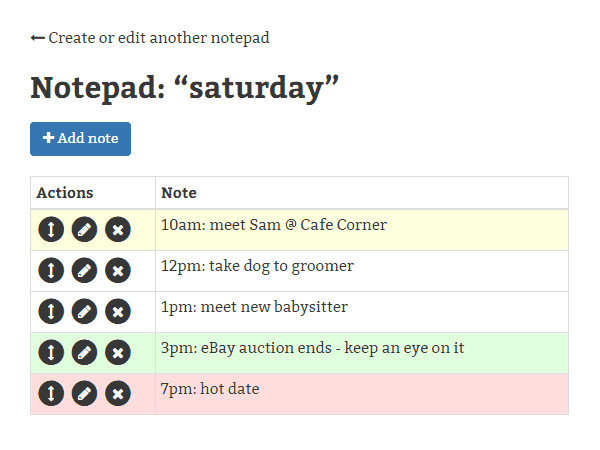 Create or edit another notepad
Notepad: “saturday”
Add note
Actions Note
10am: meet Sam @ Cafe Corner
12pm: take dog to groomer
1pm: meet new babysitter
3pm: eBay auction ends - keep an eye on it
7pm: hot date